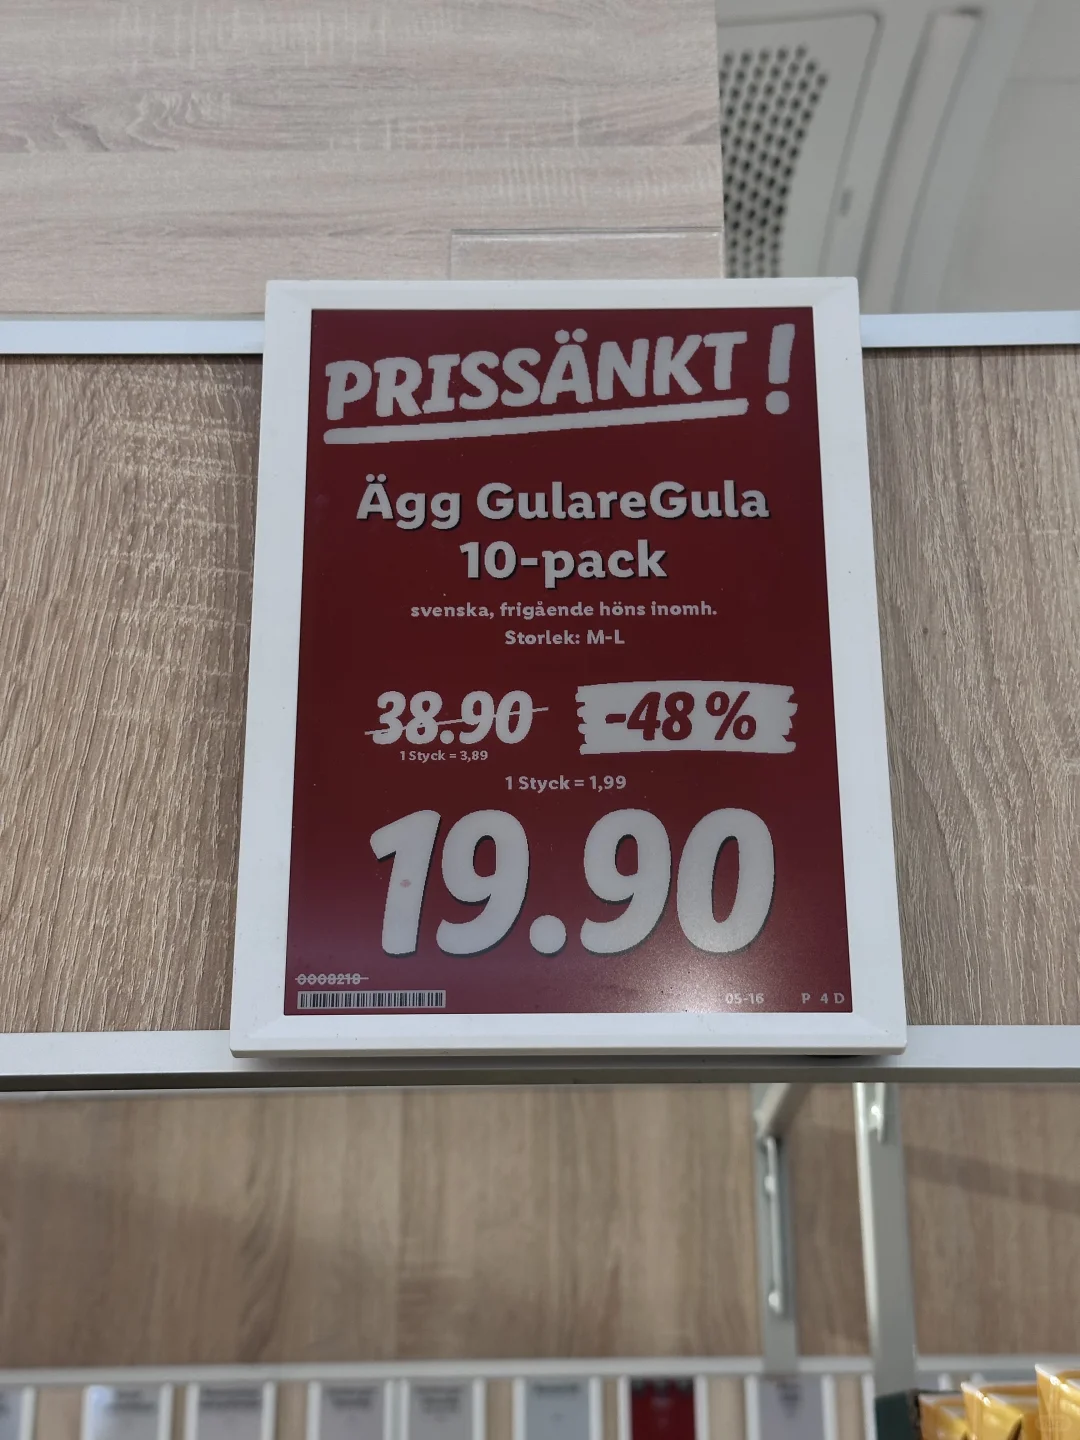 PRISSÄNKT!
Ägg GulareGula
10-pack
svenska, frigående höns inomh.
Storlek: M-L
38.90 -48%
1 Styck = 3,89
1 Styck = 1,99
19.90
0008218
05-16 P 4 D